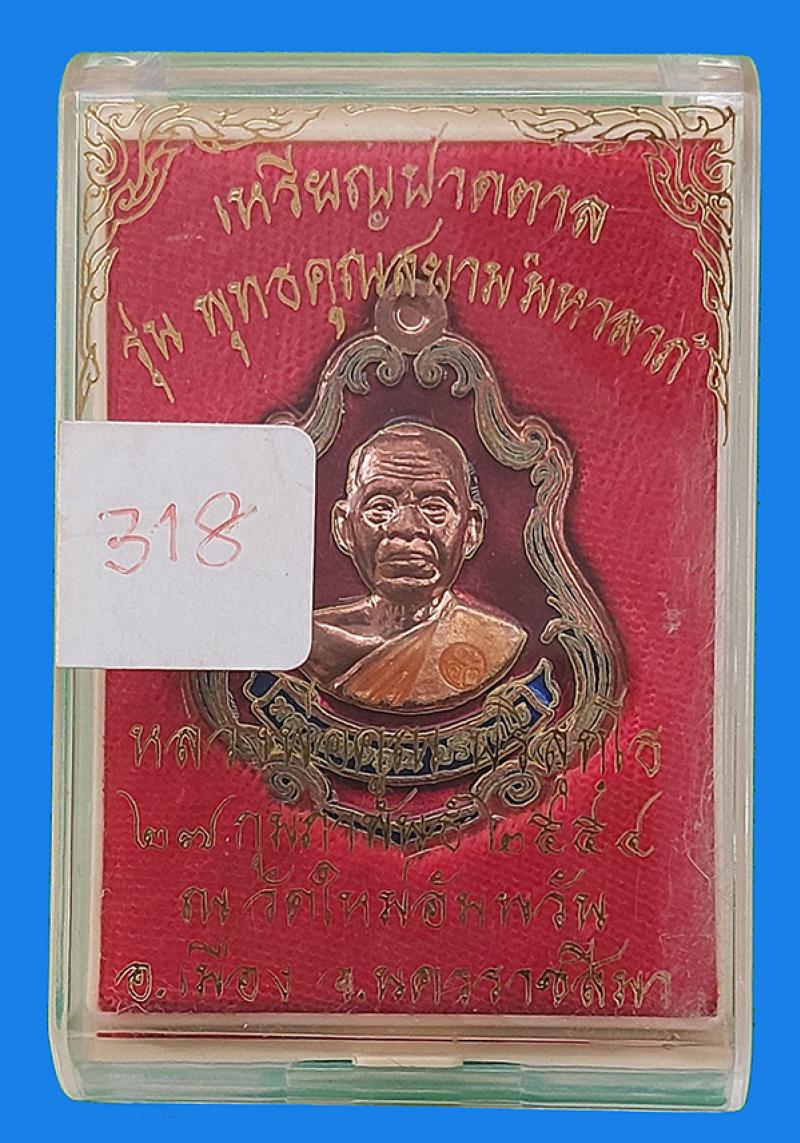 เหรียญปาดตาล
รุ่น พุทธคุณสยามมหาลาภ
318
หลวงพ่อคูณ ปริสุทฺโธ
๒๗ กุมภาพันธ์ ๒๕๕๔
ณ วัดใหม่อัมพวัน
อ.เมือง จ.นครราชสีมา